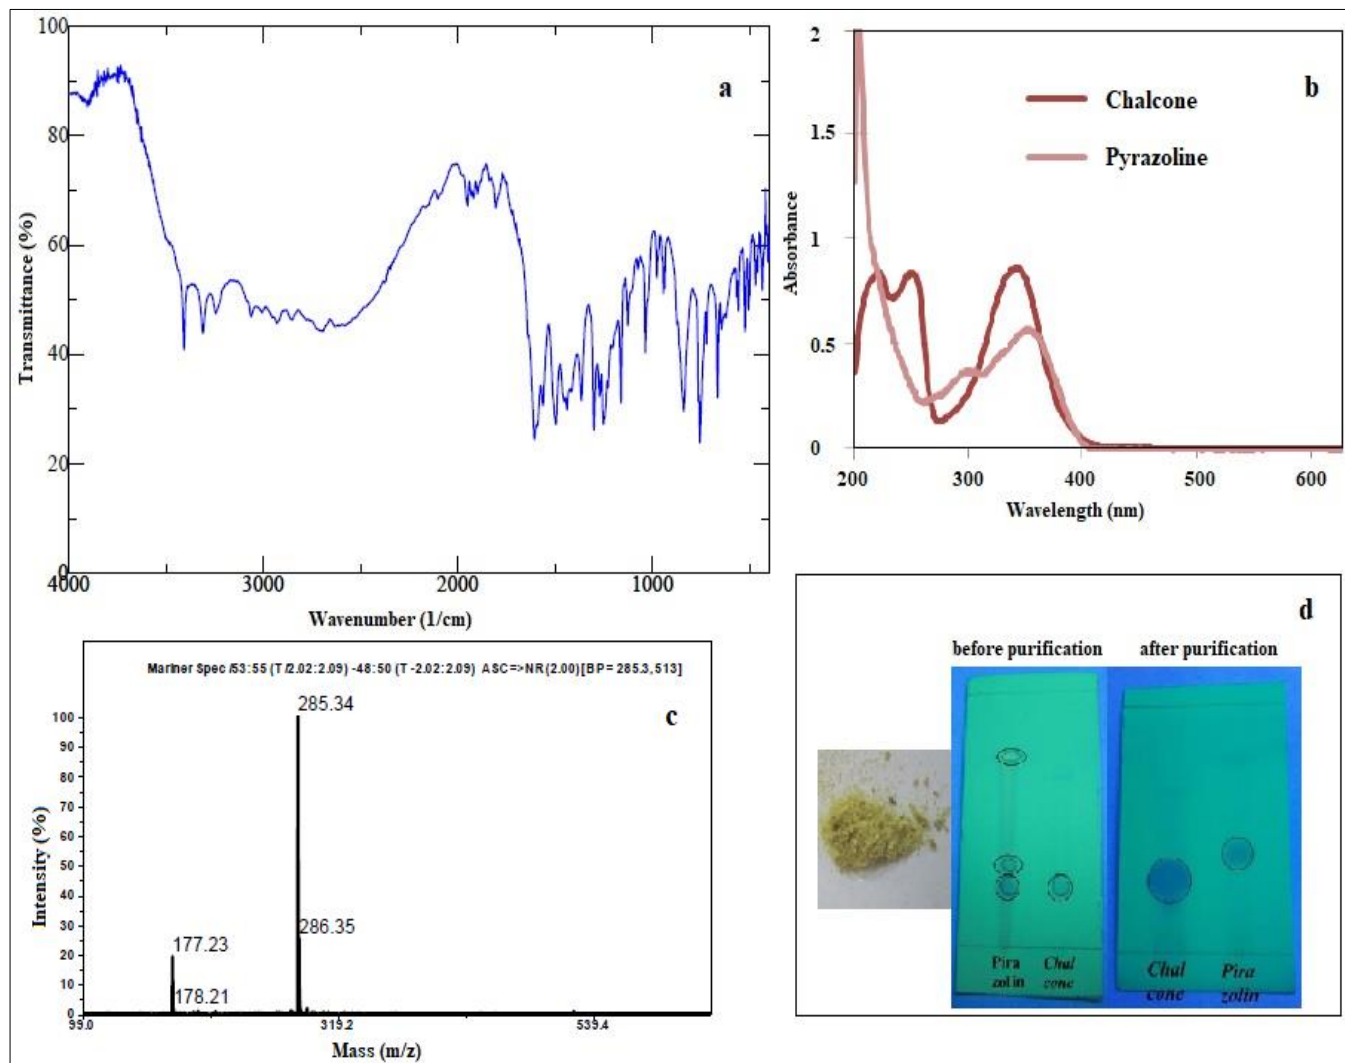 100
80
60
40
20
0
Transmittance (%)
4000
3000
2000
1000
Wavenumber (1/cm)
a
2
1.5
1
0.5
0
Absorbance
200
300
400
500
600
Wavelength (nm)
Chalcone
Pyrazoline
b
Mariner Spec /53:55 (T /2.02:2.09) -48:50 (T -2.02:2.09) ASC=>NR(2.00)[BP = 285.3, 513]
285.34
286.35
177.23
178.21
c
100
90
80
70
60
50
40
30
20
10
0
Intensity (%)
99.0
319.2
539.4
Mass (m/z)
d
before purification
after purification
Pira
zolin
Chal
cone
Chal
cone
Pira
zolin